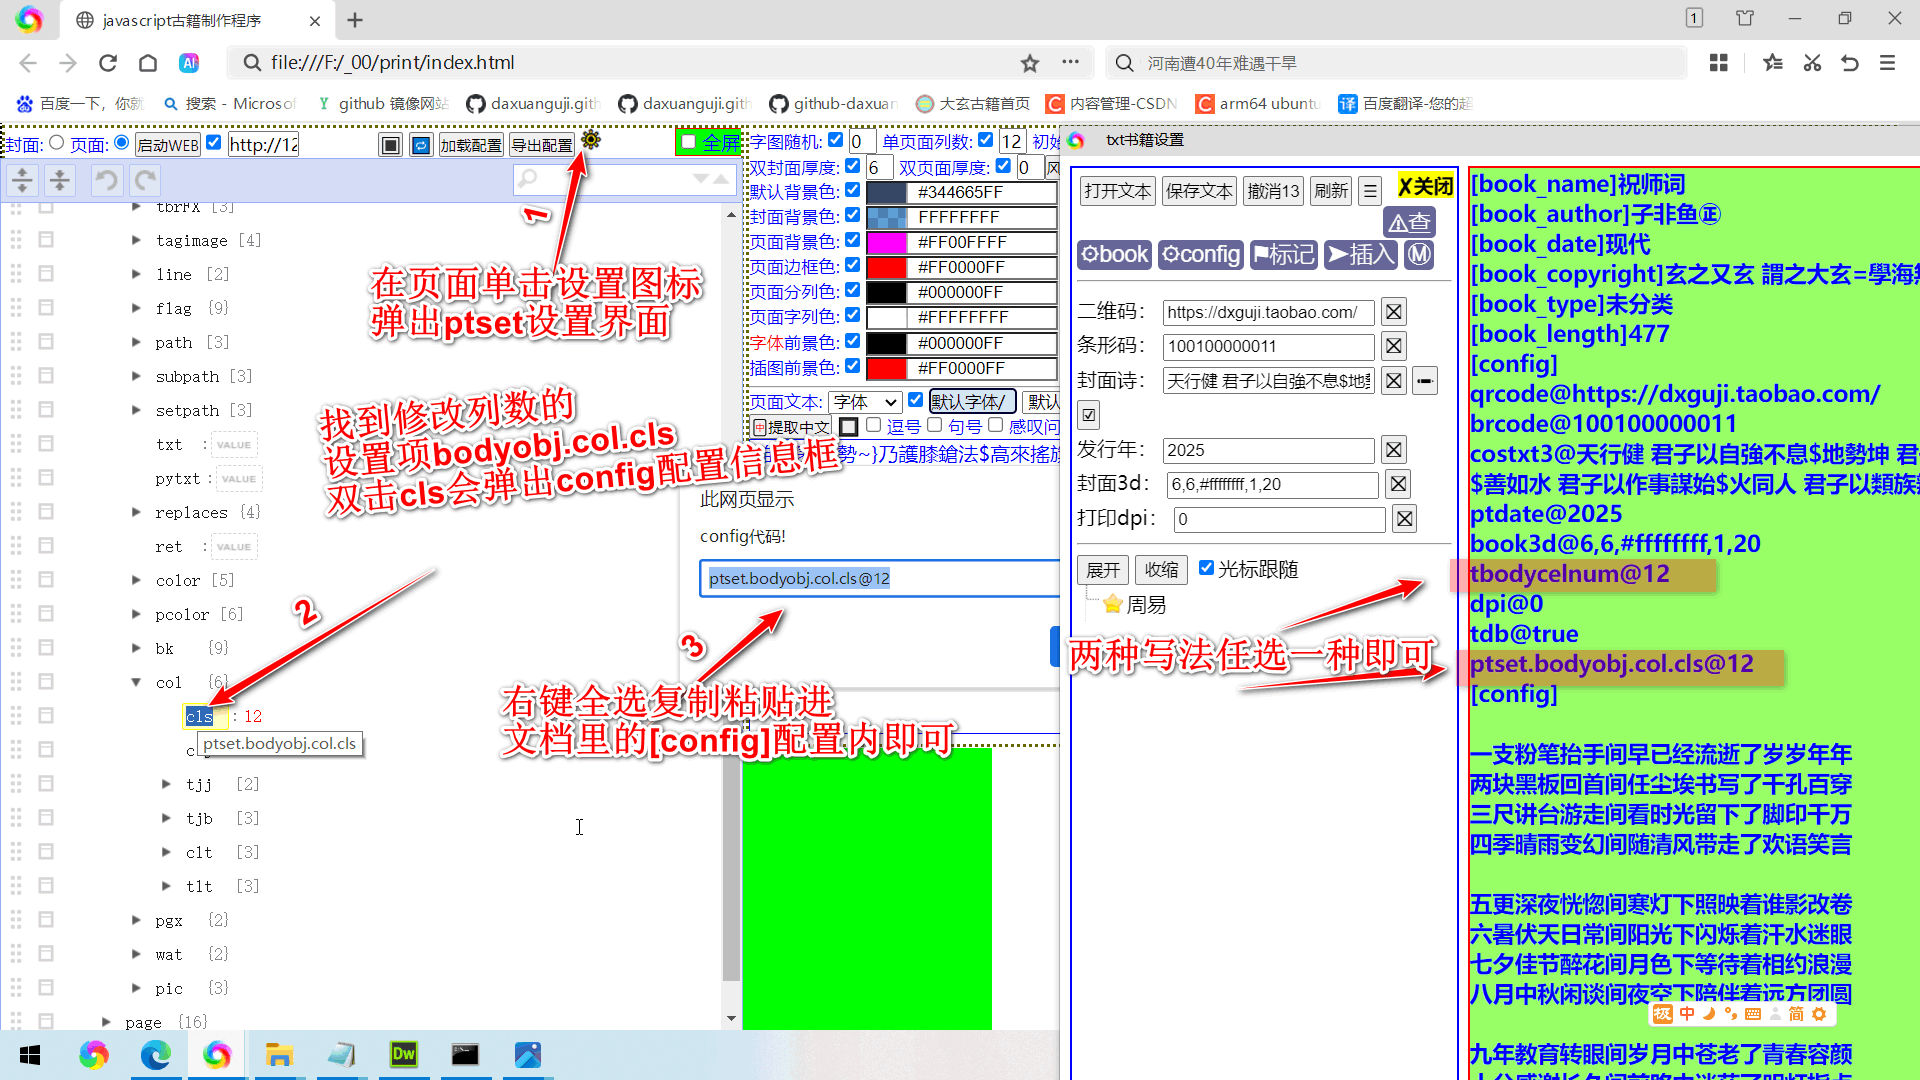 javascript古籍制作程序
1
file:///F:/_00/print/index.html
河南遭40年难遇干旱
百度一下，你就
搜索 - Microsof
github 镜像网站
daxuanguji.gith
daxuanguji.gith
github-daxuan
大玄古籍首页
内容管理-CSDN
arm64 ubuntu
百度翻译-您的超
封面: 页面: 启动WEB http://12 加载配置 导出配置 全屏
tbrFX [3]
tagimage [4]
line [2]
flag {9}
path [3]
subpath [3]
setpath [3]
txt : VALUE
pytxt : VALUE
replaces {4}
ret : VALUE
color [5]
pcolor [6]
bk {9}
col {6}
cls : 12
ptset.bodyobj.col.cls
tjj [2]
tjb [3]
clt [3]
tlt [3]
pgx {2}
wat {2}
pic {3}
page {16}
1
在页面单击设置图标
弹出ptset设置界面
找到修改列数的
设置项bodyobj.col.cls
双击cls会弹出config配置信息框
2
3
右键全选复制粘贴进
文档里的[config]配置内即可
字图随机: 0 单页面列数: 12 初始
双封面厚度: 6 双页面厚度: 0
默认背景色: #344665FF
封面背景色: FFFFFFFF
页面背景色: #FF00FFFF
页面边框色: #FF0000FF
页面分列色: #000000FF
页面字列色: #FFFFFFFF
字体前景色: #000000FF
插图前景色: #FF0000FF
页面文本: 字体 默认字体/ 默认
提取中文 逗号 句号 感叹问
勢~}乃護膝鎗法$高來搖旗
此网页显示
config代码!
ptset.bodyobj.col.cls@12
txt书籍设置
打开文本 保存文本 撤消13 刷新 ☰ ✗关闭
⚠查
⚙book ⚙config ⚑标记 ➤插入 Ⓜ
二维码: https://dxguji.taobao.com/
条形码: 100100000011
封面诗: 天行健 君子以自強不息$地勢
发行年: 2025
封面3d: 6,6,#ffffffff,1,20
打印dpi: 0
展开 收缩 光标跟随
周易
两种写法任选一种即可
[book_name]祝师词
[book_author]子非鱼㊣
[book_date]现代
[book_copyright]玄之又玄 謂之大玄=學海無
[book_type]未分类
[book_length]477
[config]
qrcode@https://dxguji.taobao.com/
brcode@100100000011
costxt3@天行健 君子以自強不息$地勢坤 君
$善如水 君子以作事謀始$火同人 君子以類族辨
ptdate@2025
book3d@6,6,#ffffffff,1,20
tbodycelnum@12
dpi@0
tdb@true
ptset.bodyobj.col.cls@12
[config]
一支粉笔抬手间早已经流逝了岁岁年年
两块黑板回首间任尘埃书写了千孔百穿
三尺讲台游走间看时光留下了脚印千万
四季晴雨变幻间随清风带走了欢语笑言
五更深夜恍惚间寒灯下照映着谁影改卷
六暑伏天日常间阳光下闪烁着汗水迷眼
七夕佳节醉花间月色下等待着相约浪漫
八月中秋闲谈间夜空下陪伴着远方团圆
中 简
九年教育转眼间岁月中苍老了青春容颜